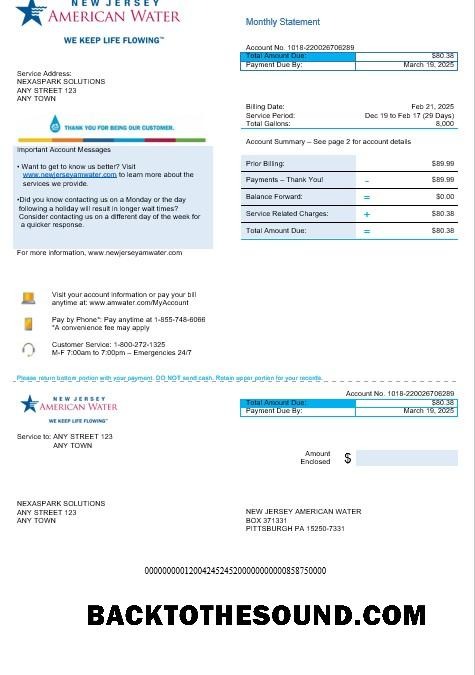 NEW JERSEY
AMERICAN WATER
WE KEEP LIFE FLOWING™
Monthly Statement
Account No. 1018-220026706289
Total Amount Due: $80.38
Payment Due By: March 19, 2025
Service Address:
NEXASPARK SOLUTIONS
ANY STREET 123
ANY TOWN
Billing Date: Feb 21, 2025
Service Period: Dec 19 to Feb 17 (29 Days)
Total Gallons: 8,000
THANK YOU FOR BEING OUR CUSTOMER.
Account Summary – See page 2 for account details
Important Account Messages
• Want to get to know us better? Visit
www.newjerseyamwater.com to learn more about the
services we provide.
•Did you know contacting us on a Monday or the day
following a holiday will result in longer wait times?
Consider contacting us on a different day of the week for
a quicker response.
For more information, www.newjerseyamwater.com
Prior Billing: $89.99
Payments – Thank You! - $89.99
Balance Forward: = $0.00
Service Related Charges: + $80.38
Total Amount Due: = $80.38
Visit your account information or pay your bill
anytime at: www.amwater.com/MyAccount
Pay by Phone*: Pay anytime at 1-855-748-6066
*A convenience fee may apply
Customer Service: 1-800-272-1325
M-F 7:00am to 7:00pm – Emergencies 24/7
Please return bottom portion with your payment. DO NOT send cash. Retain upper portion for your records.
NEW JERSEY
AMERICAN WATER
WE KEEP LIFE FLOWING™
Account No. 1018-220026706289
Total Amount Due: $80.38
Payment Due By: March 19, 2025
Service to: ANY STREET 123
ANY TOWN
Amount
Enclosed $
NEXASPARK SOLUTIONS
ANY STREET 123
ANY TOWN
NEW JERSEY AMERICAN WATER
BOX 371331
PITTSBURGH PA 15250-7331
BACKTOTHESOUND.COM